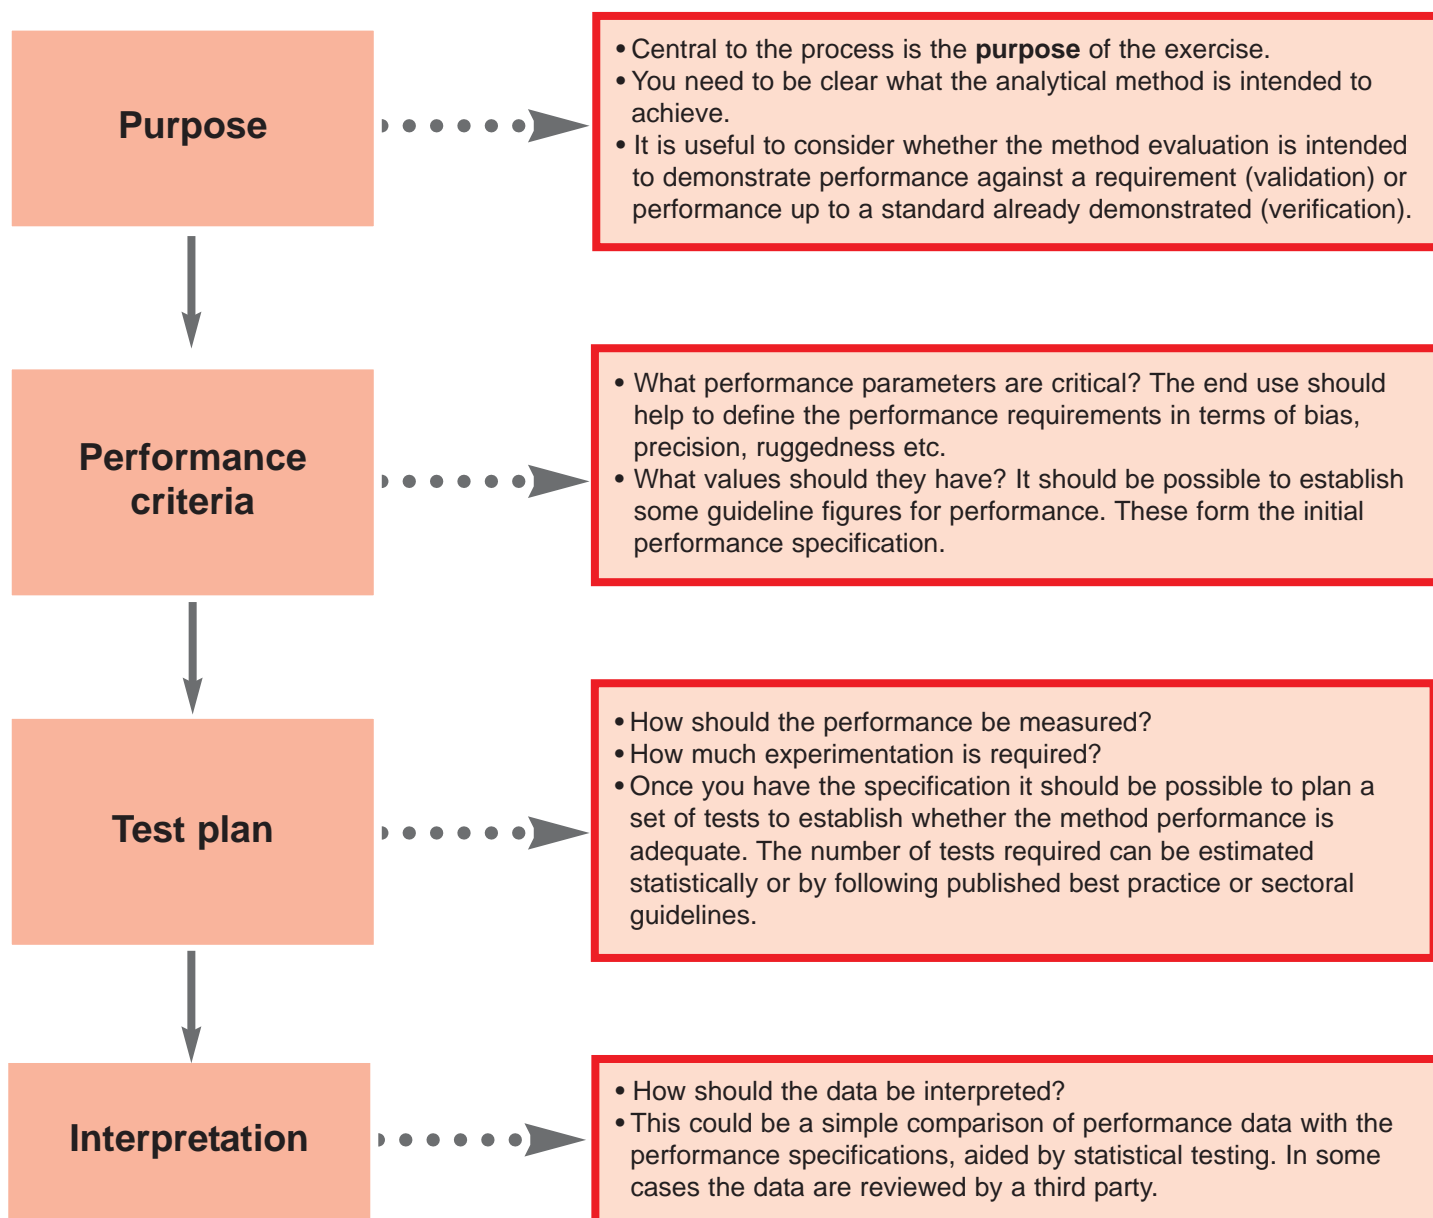 Purpose
• Central to the process is the purpose of the exercise.
• You need to be clear what the analytical method is intended to
achieve.
• It is useful to consider whether the method evaluation is intended
to demonstrate performance against a requirement (validation) or
performance up to a standard already demonstrated (verification).
Performance
criteria
• What performance parameters are critical? The end use should
help to define the performance requirements in terms of bias,
precision, ruggedness etc.
• What values should they have? It should be possible to establish
some guideline figures for performance. These form the initial
performance specification.
Test plan
• How should the performance be measured?
• How much experimentation is required?
• Once you have the specification it should be possible to plan a
set of tests to establish whether the method performance is
adequate. The number of tests required can be estimated
statistically or by following published best practice or sectoral
guidelines.
Interpretation
• How should the data be interpreted?
• This could be a simple comparison of performance data with the
performance specifications, aided by statistical testing. In some
cases the data are reviewed by a third party.